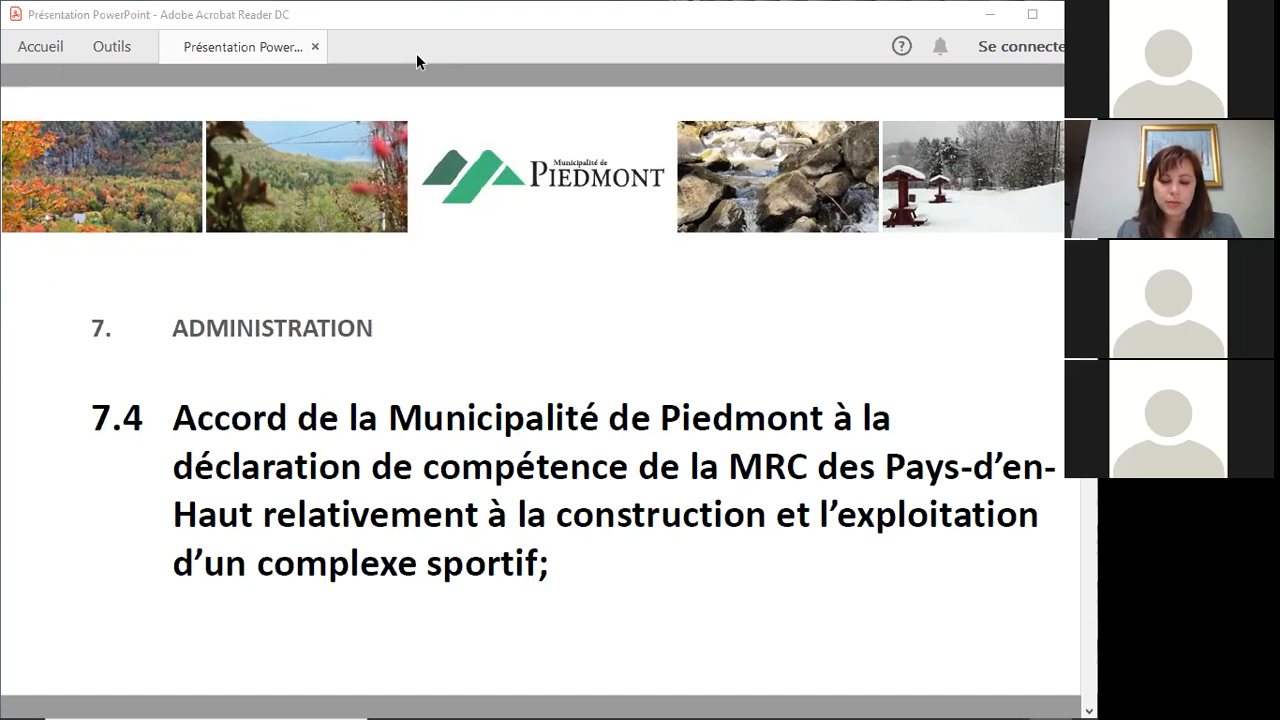 Présentation PowerPoint - Adobe Acrobat Reader DC
Accueil
Outils
Présentation Power...
Se connecte
Municipalité de
PIEDMONT
7. ADMINISTRATION
7.4 Accord de la Municipalité de Piedmont à la
déclaration de compétence de la MRC des Pays-d’en-
Haut relativement à la construction et l’exploitation
d’un complexe sportif;